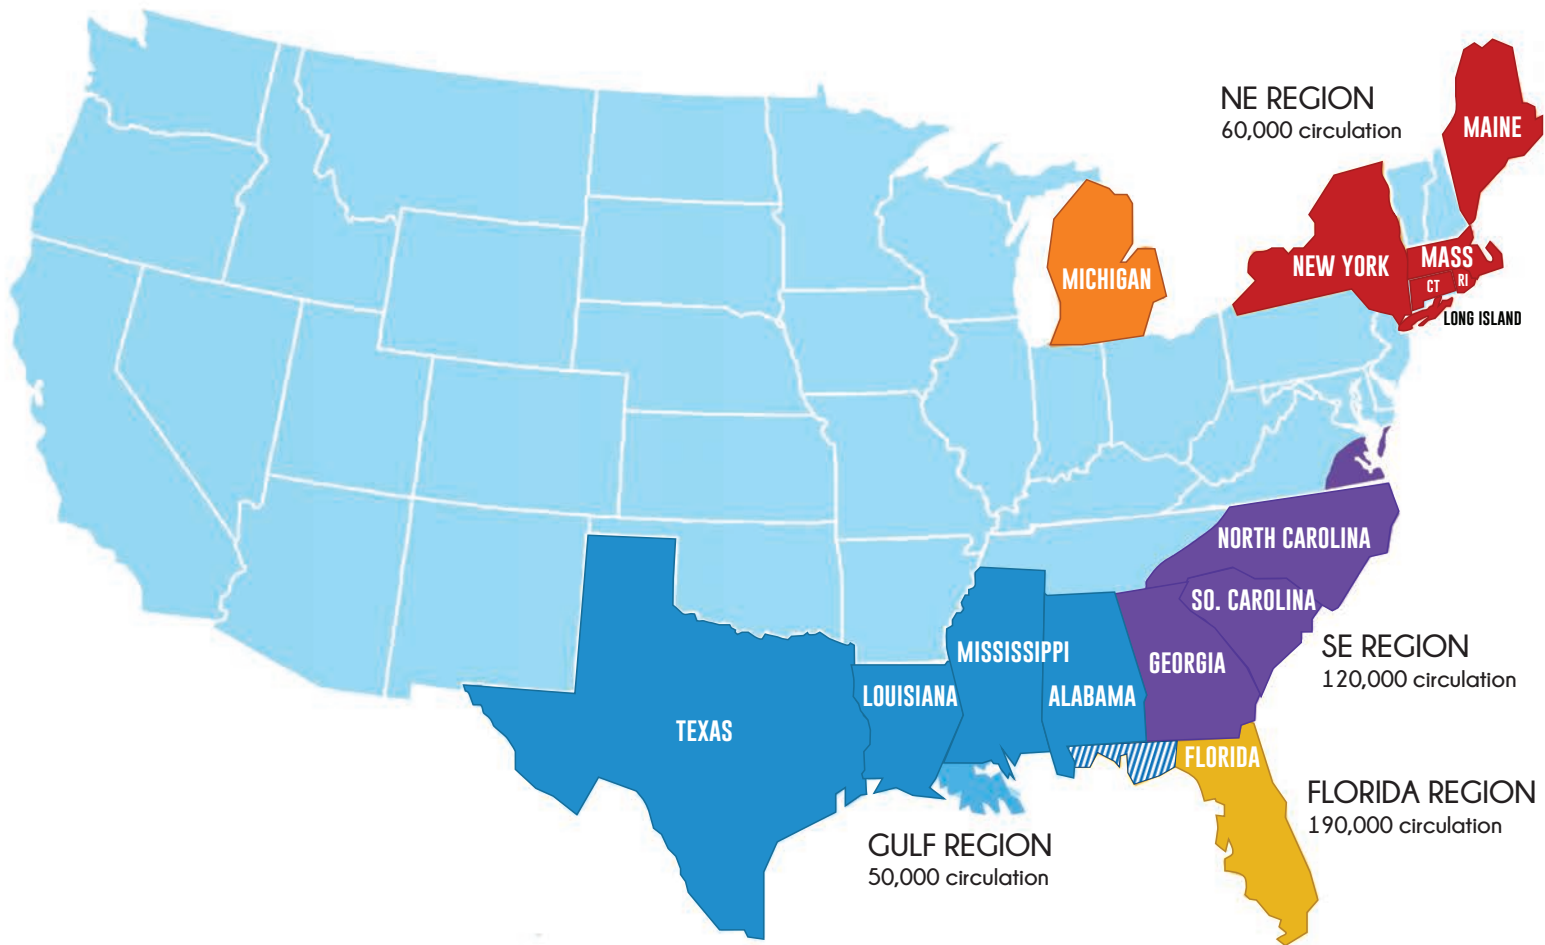 NE REGION
60,000 circulation
MAINE
NEW YORK
MASS
CT
RI
LONG ISLAND
MICHIGAN
NORTH CAROLINA
SO. CAROLINA
GEORGIA
SE REGION
120,000 circulation
MISSISSIPPI
ALABAMA
LOUISIANA
TEXAS
FLORIDA
FLORIDA REGION
190,000 circulation
GULF REGION
50,000 circulation